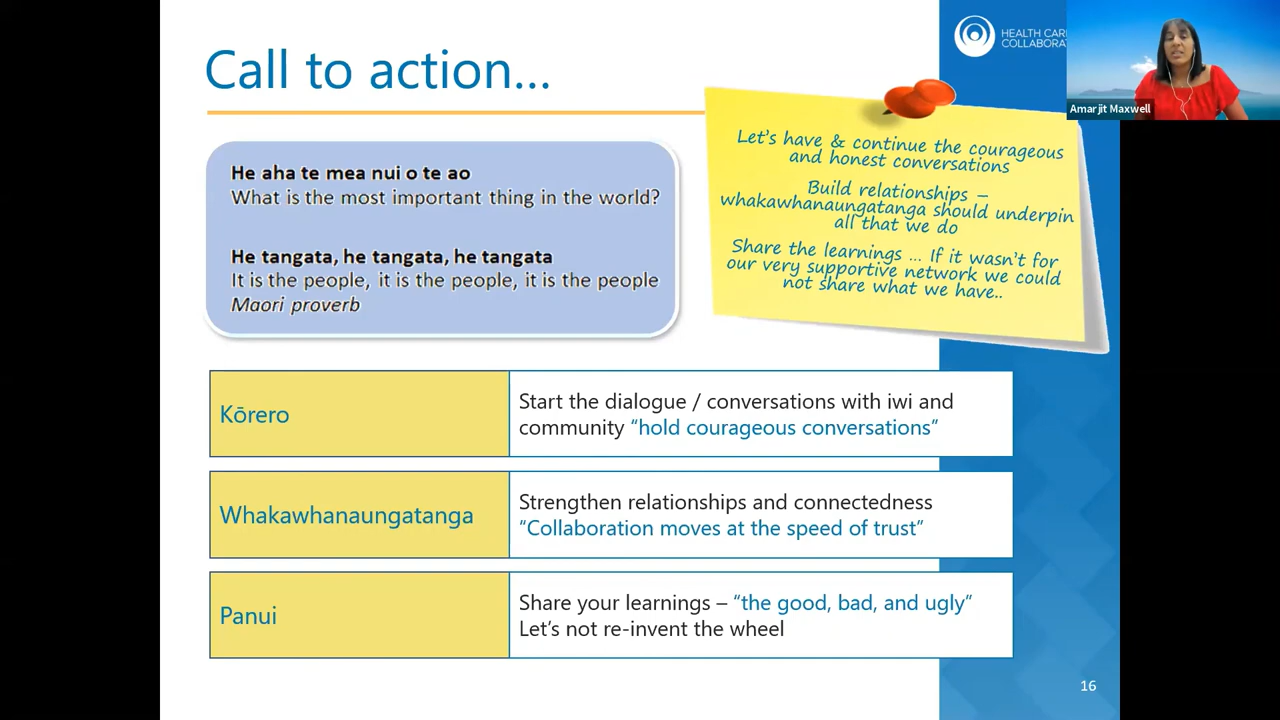 Call to action...
HEALTH CAR
COLLABORA
Amarjit Maxwell
He aha te mea nui o te ao
What is the most important thing in the world?
He tangata, he tangata, he tangata
It is the people, it is the people, it is the people
Maori proverb
Let's have & continue the courageous
and honest conversations
Build relationships –
whakawhanaungatanga should underpin
all that we do
Share the learnings ... If it wasn't for
our very supportive network we could
not share what we have..
Kōrero
Start the dialogue / conversations with iwi and
community “hold courageous conversations”
Whakawhanaungatanga
Strengthen relationships and connectedness
“Collaboration moves at the speed of trust”
Panui
Share your learnings – “the good, bad, and ugly”
Let's not re-invent the wheel
16